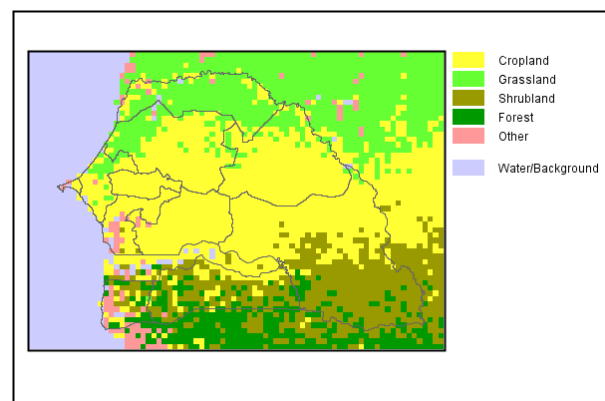 Cropland
Grassland
Shrubland
Forest
Other
Water/Background